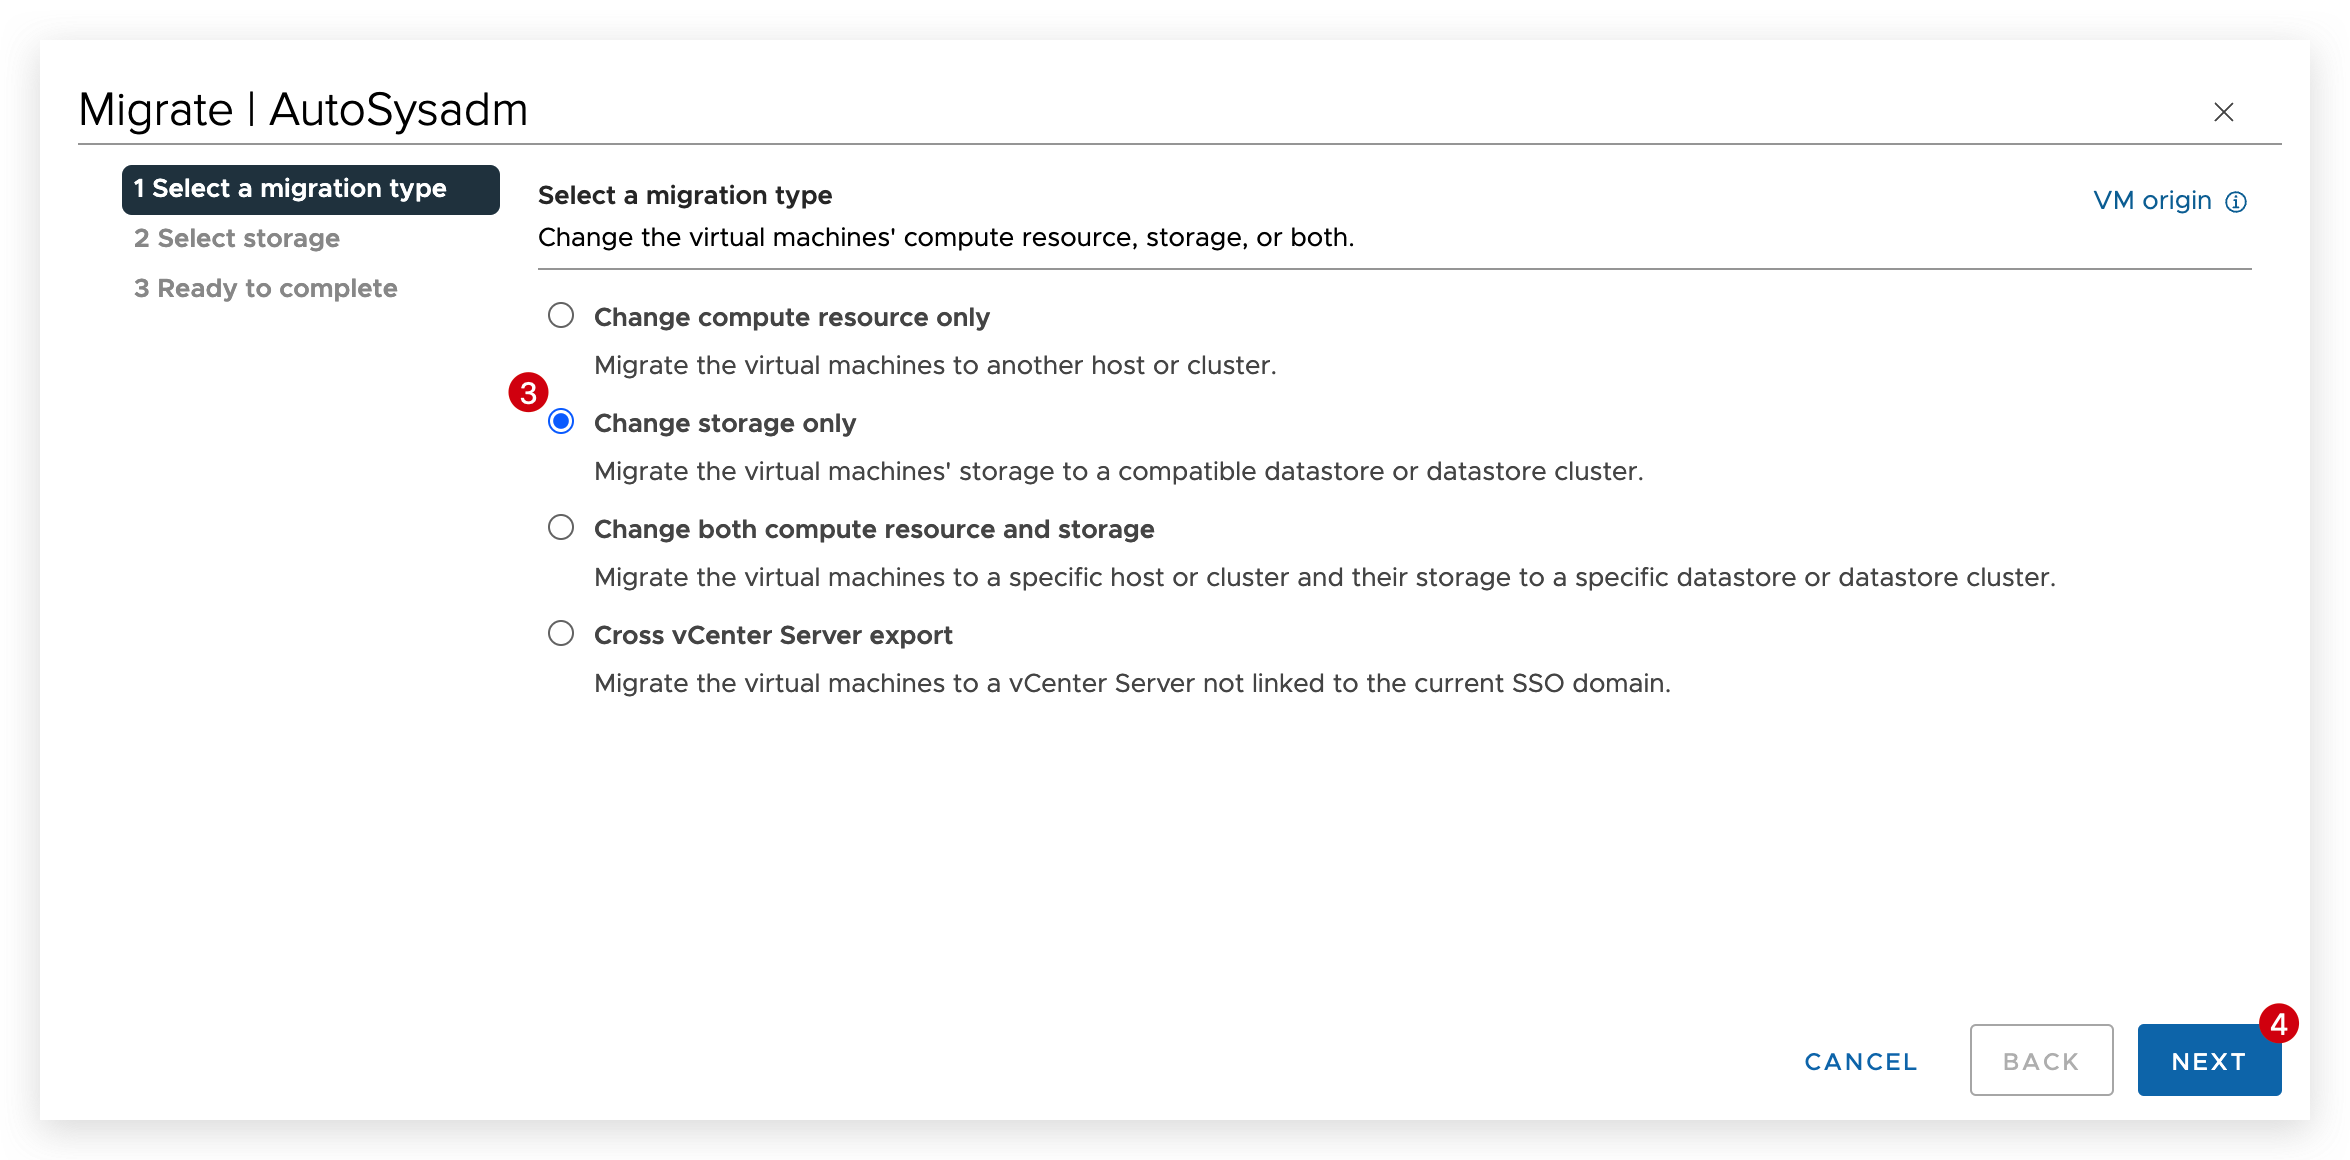 Migrate | AutoSysadm
1 Select a migration type
2 Select storage
3 Ready to complete
Select a migration type
VM origin
Change the virtual machines' compute resource, storage, or both.
Change compute resource only
Migrate the virtual machines to another host or cluster.
3
Change storage only
Migrate the virtual machines' storage to a compatible datastore or datastore cluster.
Change both compute resource and storage
Migrate the virtual machines to a specific host or cluster and their storage to a specific datastore or datastore cluster.
Cross vCenter Server export
Migrate the virtual machines to a vCenter Server not linked to the current SSO domain.
4
CANCEL
BACK
NEXT